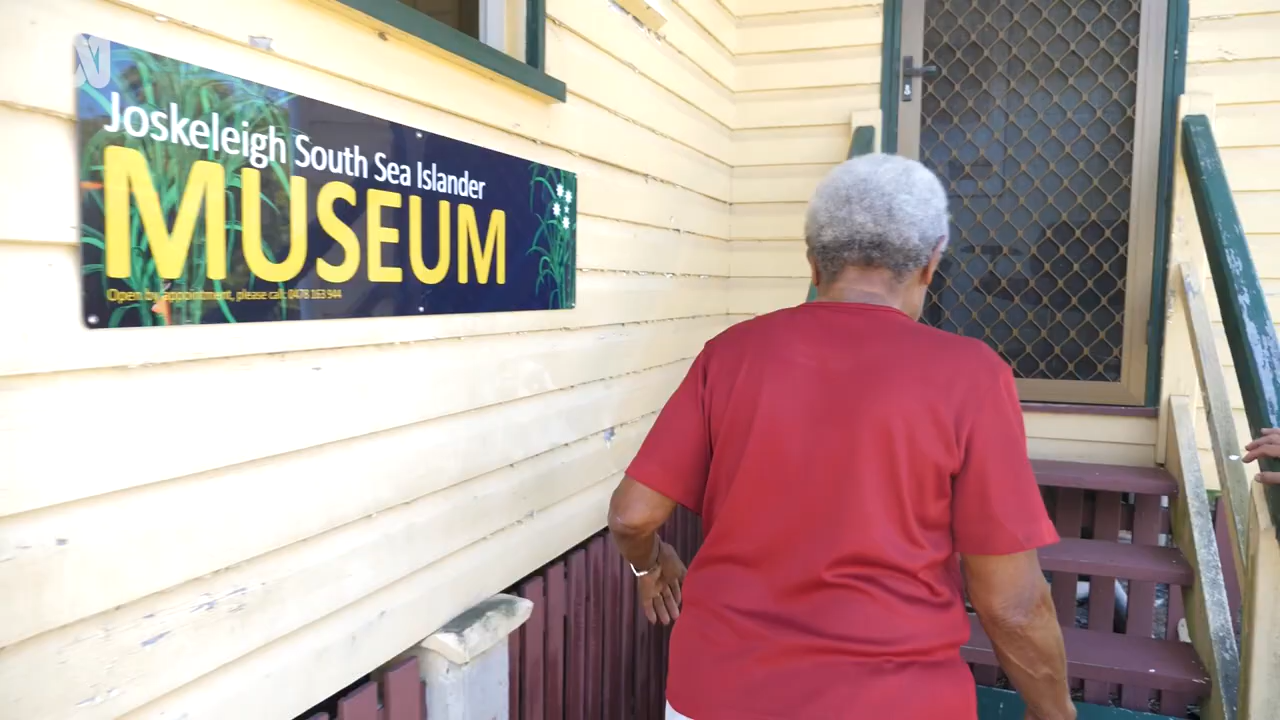 Joskeleigh South Sea Islander
MUSEUM
Open by appointment, please call: 0478 163 944